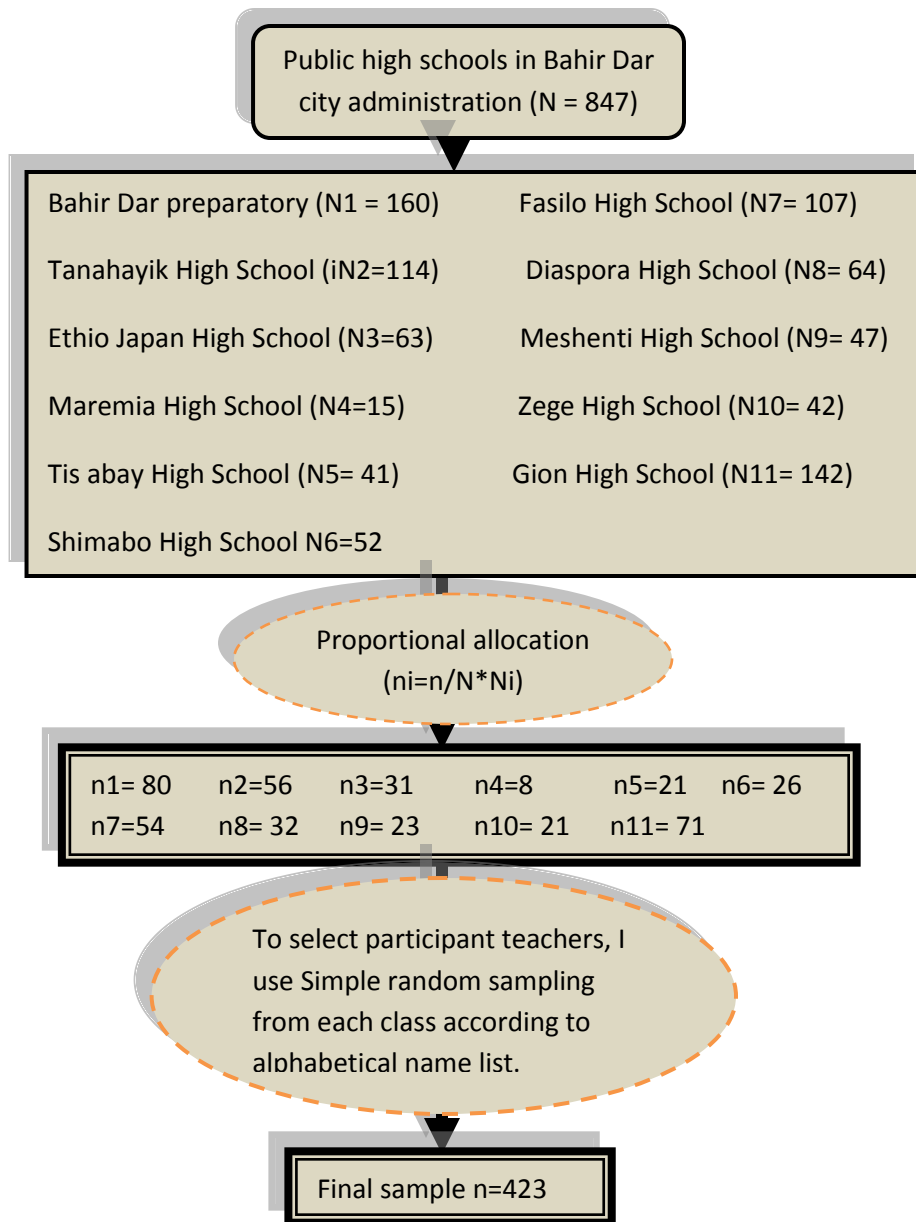 Public high schools in Bahir Dar
city administration (N = 847)
Bahir Dar preparatory (N1 = 160) Fasilo High School (N7= 107)
Tanahayik High School (iN2=114) Diaspora High School (N8= 64)
Ethio Japan High School (N3=63) Meshenti High School (N9= 47)
Maremia High School (N4=15) Zege High School (N10= 42)
Tis abay High School (N5= 41) Gion High School (N11= 142)
Shimabo High School N6=52
Proportional allocation
(ni=n/N*Ni)
n1= 80 n2=56 n3=31 n4=8 n5=21 n6= 26
n7=54 n8= 32 n9= 23 n10= 21 n11= 71
To select participant teachers, I
use Simple random sampling
from each class according to
alphabetical name list.
Final sample n=423